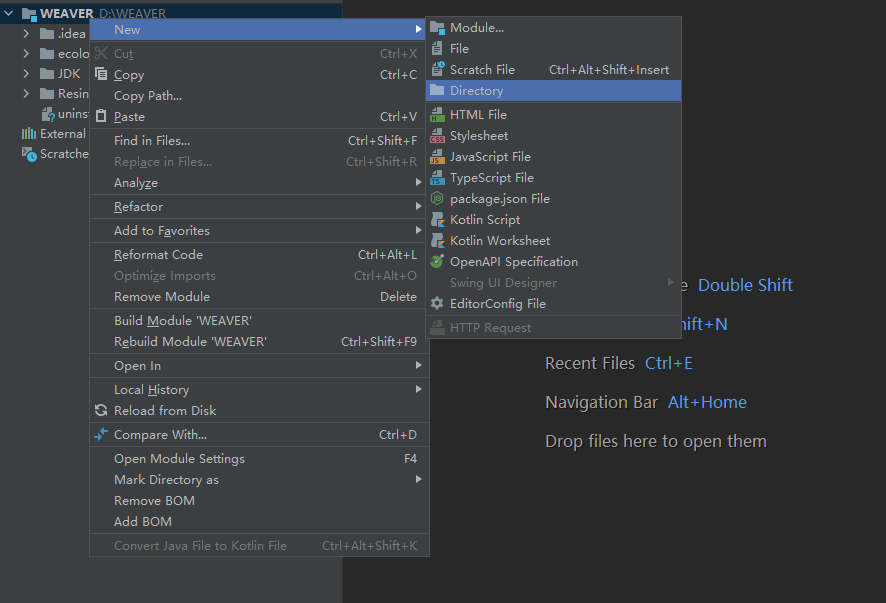 WEAVER D:\WEAVER
.idea
ecolo
JDK
Resin
unins
External
Scratche
New
Cut Ctrl+X
Copy Ctrl+C
Copy Path...
Paste Ctrl+V
Find in Files... Ctrl+Shift+F
Replace in Files... Ctrl+Shift+R
Analyze
Refactor
Add to Favorites
Reformat Code Ctrl+Alt+L
Optimize Imports Ctrl+Alt+O
Remove Module Delete
Build Module 'WEAVER'
Rebuild Module 'WEAVER' Ctrl+Shift+F9
Open In
Local History
Reload from Disk
Compare With... Ctrl+D
Open Module Settings F4
Mark Directory as
Remove BOM
Add BOM
Convert Java File to Kotlin File Ctrl+Alt+Shift+K
Module...
File
Scratch File Ctrl+Alt+Shift+Insert
Directory
HTML File
Stylesheet
JavaScript File
TypeScript File
package.json File
Kotlin Script
Kotlin Worksheet
OpenAPI Specification
Swing UI Designer
EditorConfig File
HTTP Request
e Double Shift
hift+N
Recent Files Ctrl+E
Navigation Bar Alt+Home
Drop files here to open them